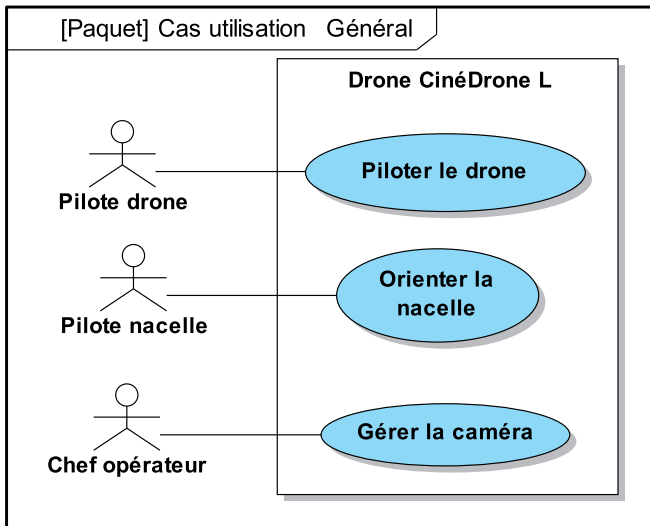 [Paquet] Cas utilisation Général
Drone CinéDrone L
Piloter le drone
Pilote drone
Orienter la
nacelle
Pilote nacelle
Gérer la caméra
Chef opérateur